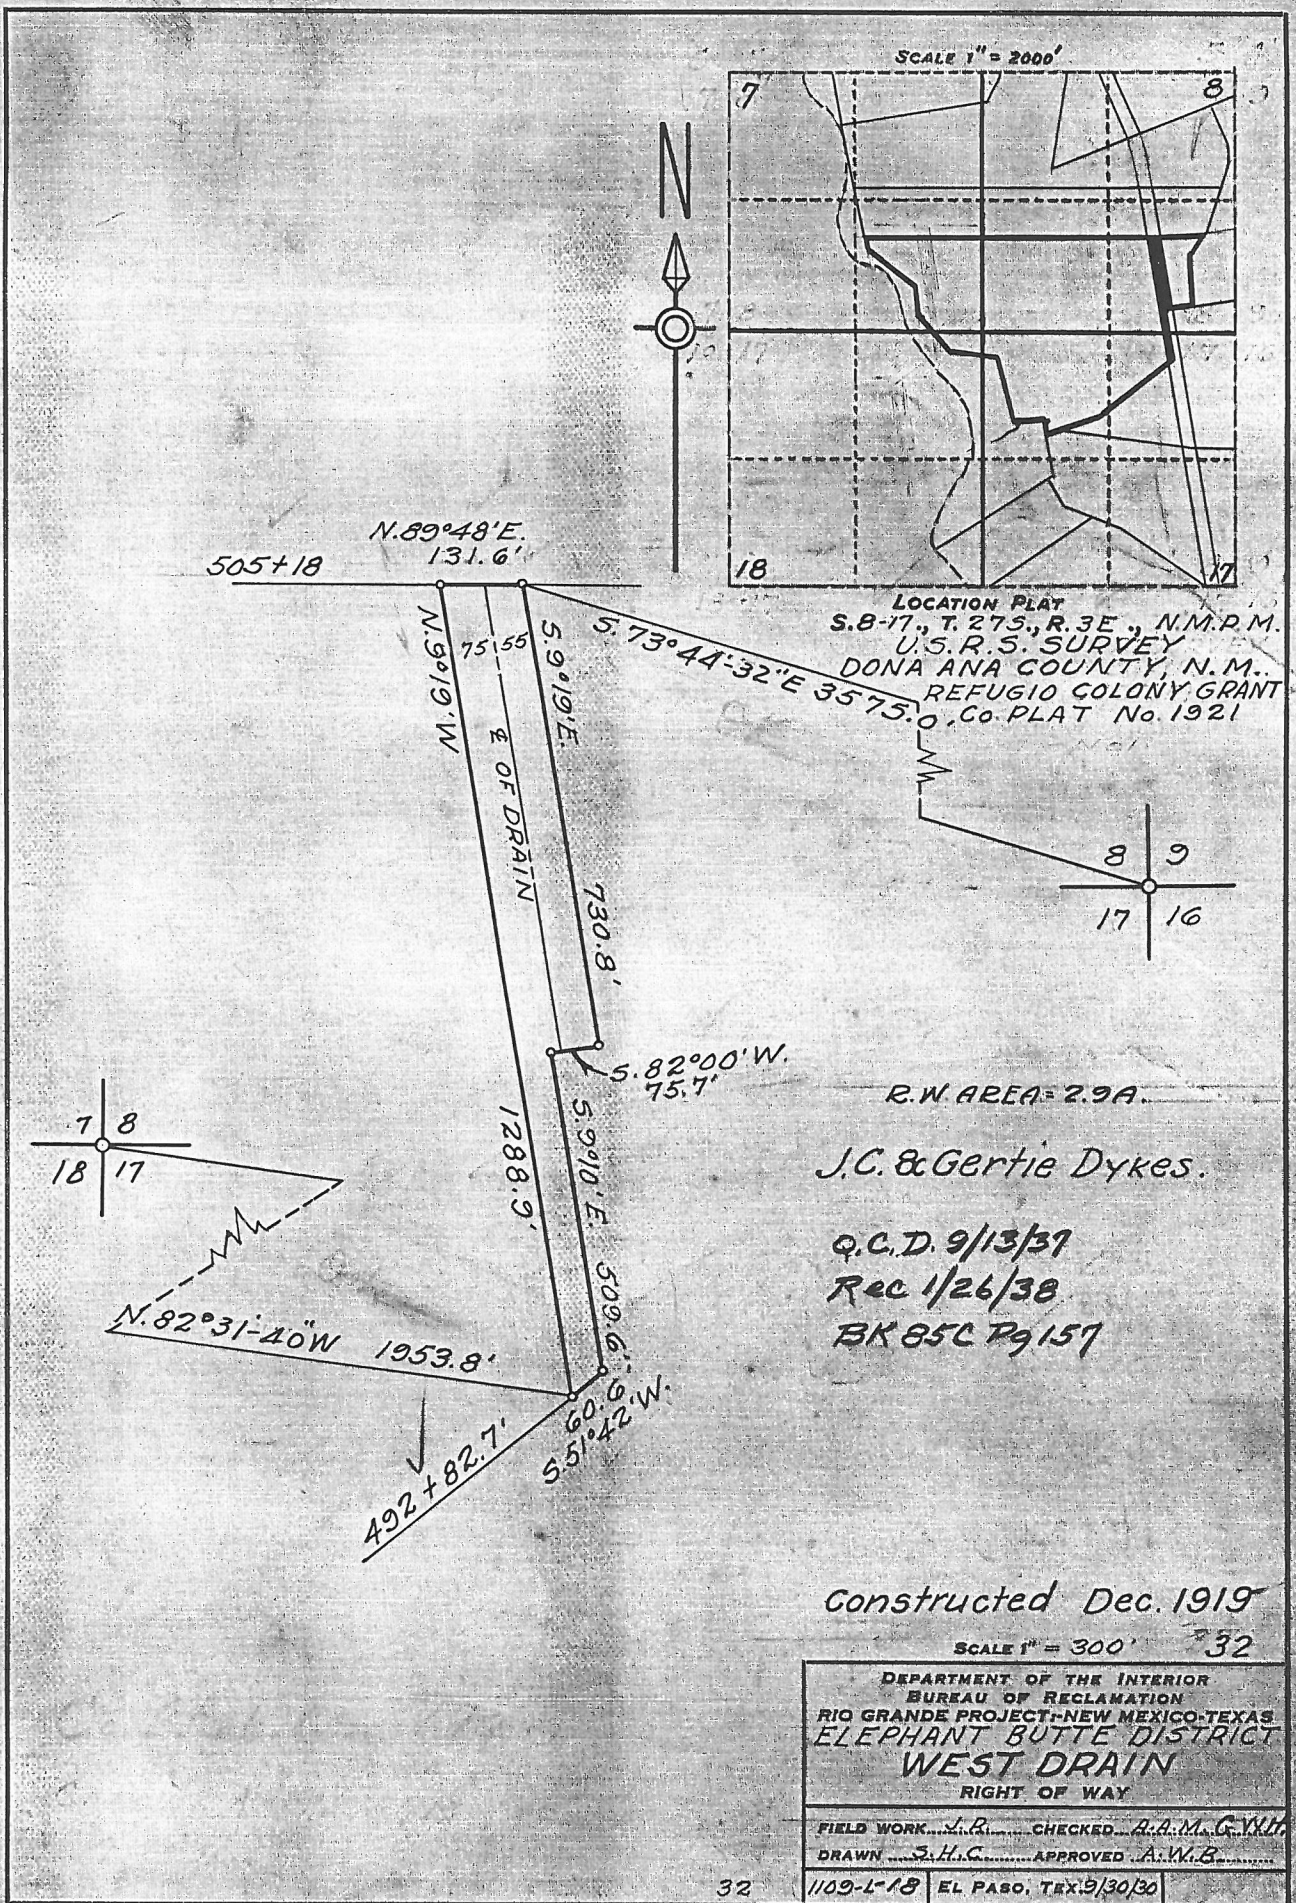 SCALE 1" = 2000'
7
8
N
18
17
LOCATION PLAT
S.8-17., T. 27S., R. 3E., N.M.P.M.
U.S.R.S. SURVEY
DONA ANA COUNTY, N. M..
REFUGIO COLONY GRANT
Co. PLAT No. 1921
N.89°48'E.
131.6'
505+18
N.9°19'W
75
55
S.9°19'E.
S. 73°44'-32"E 3575.0
℄ OF DRAIN
730.8'
8
9
17
16
S.82°00'W.
75.7'
1288.9'
S.9°10'E.
509.6'
7
8
18
17
N.82°31'-40"W 1953.8'
60.6'
S.51°42'W.
492+82.7'
R.W. AREA = 2.9A.
J.C. & Gertie Dykes.
Q.C.D. 9/13/37
Rec 1/26/38
BK 85C Pg 157
Constructed Dec. 1919
SCALE 1" = 300'
32
DEPARTMENT OF THE INTERIOR
BUREAU OF RECLAMATION
RIO GRANDE PROJECT:-NEW MEXICO-TEXAS
ELEPHANT BUTTE DISTRICT
WEST DRAIN
RIGHT OF WAY
FIELD WORK J.R. CHECKED A.A.M. G.W.H.
DRAWN S.H.C. APPROVED A.W.B.
32
1109-L-18
EL PASO, TEX. 9/30/30